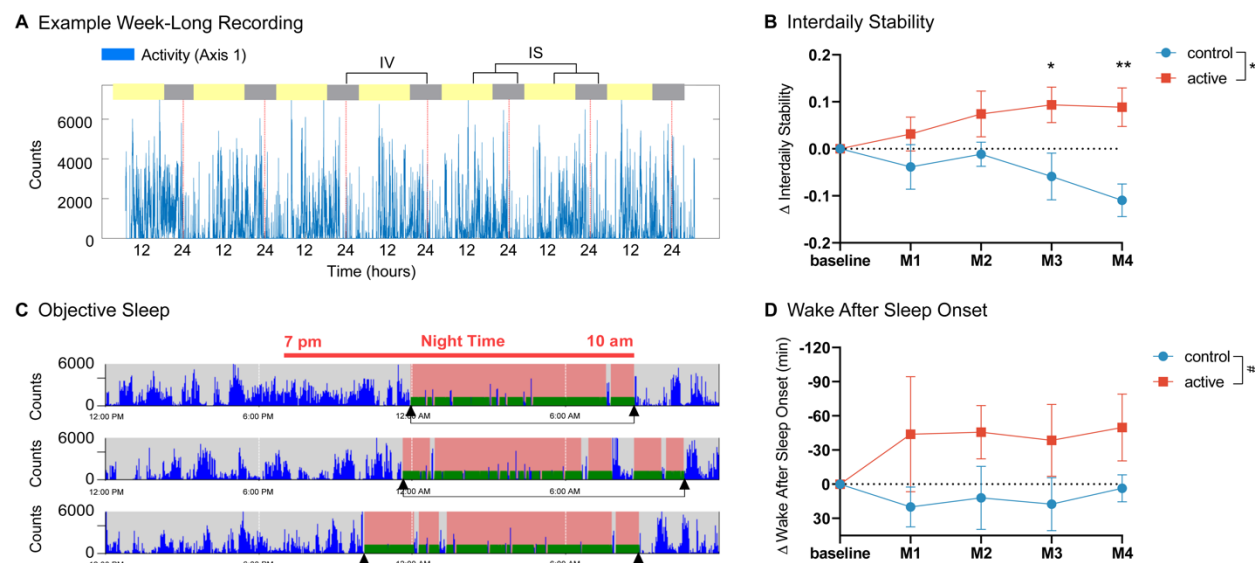 A Example Week-Long Recording
Activity (Axis 1)
IV
IS
Counts
6000
4000
2000
0
12 24 12 24 12 24 12 24 12 24 12 24 12 24
Time (hours)
B Interdaily Stability
control
active
*
* **
Δ Interdaily Stability
0.2
0.1
0.0
-0.1
-0.2
baseline M1 M2 M3 M4
C Objective Sleep
7 pm Night Time 10 am
Counts
6000
0
12:00 PM 6:00 PM 12:00 AM 6:00 AM
Counts
6000
0
12:00 PM 6:00 PM 12:00 AM 6:00 AM
Counts
6000
0
D Wake After Sleep Onset
control
active
#
Δ Wake After Sleep Onset (min)
-120
-90
-60
-30
0
30
baseline M1 M2 M3 M4